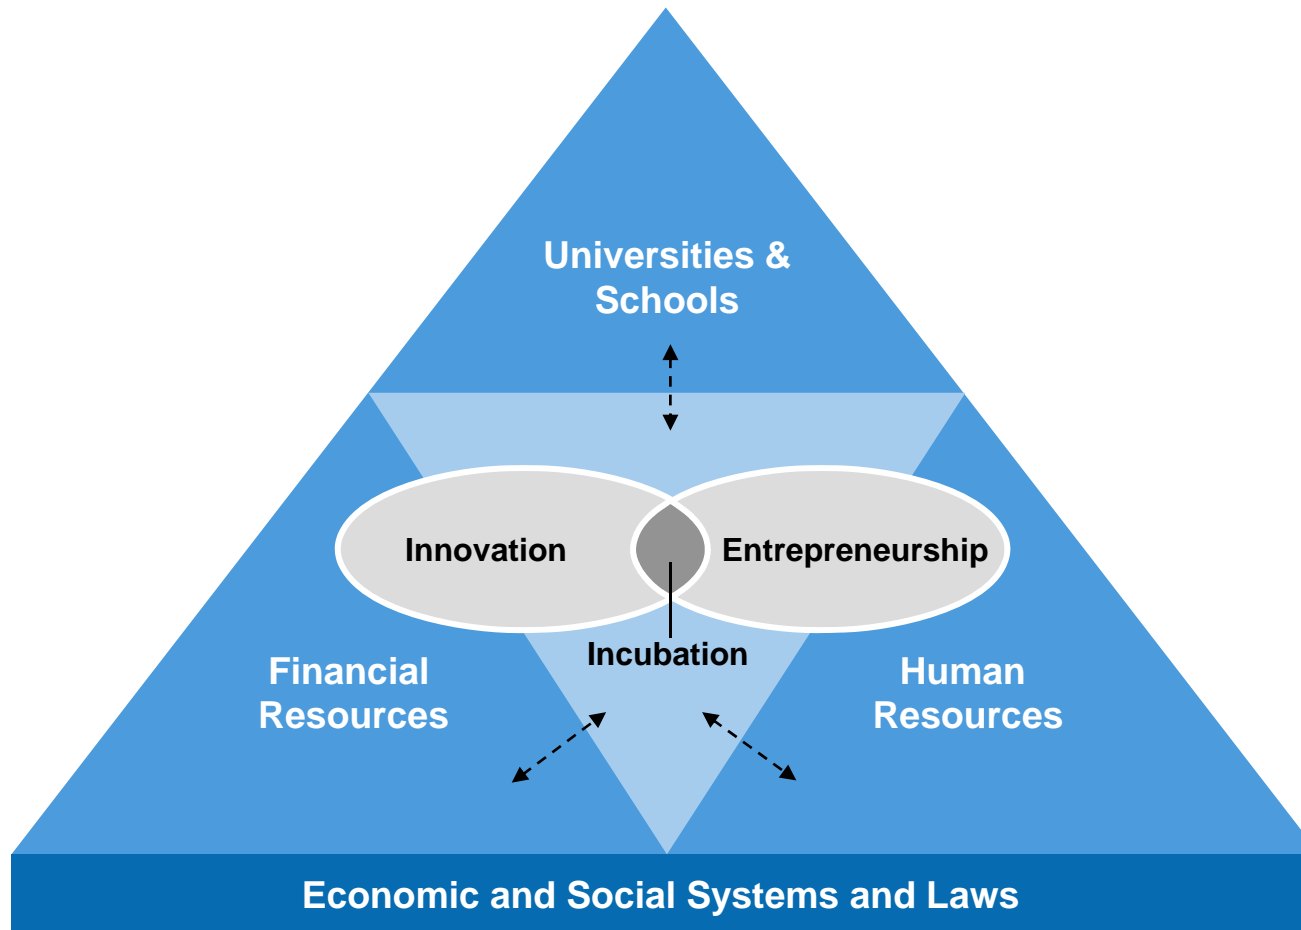 Universities &
Schools
Innovation
Entrepreneurship
Incubation
Financial
Resources
Human
Resources
Economic and Social Systems and Laws